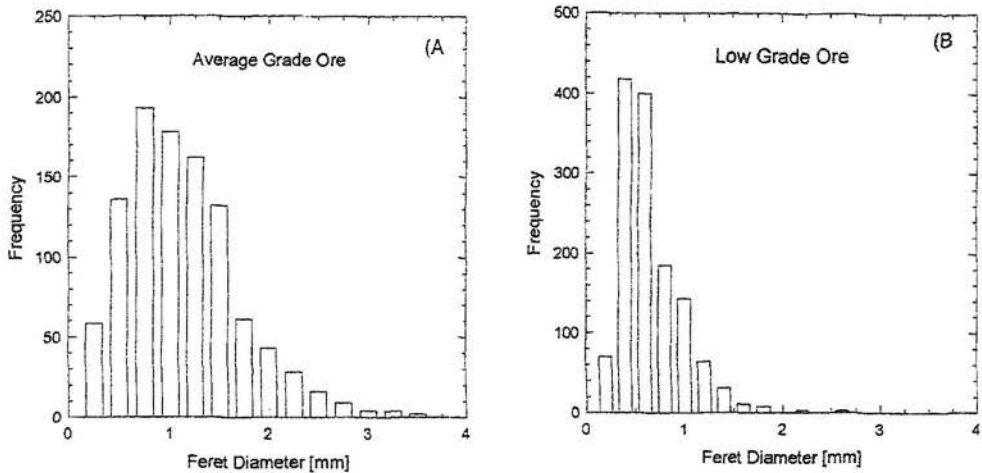 250
200
150
100
50
0
Frequency
Average Grade Ore
(A
0 1 2 3 4
Feret Diameter [mm]
500
400
300
200
100
0
Frequency
Low Grade Ore
(B
0 1 2 3 4
Feret Diameter [mm]